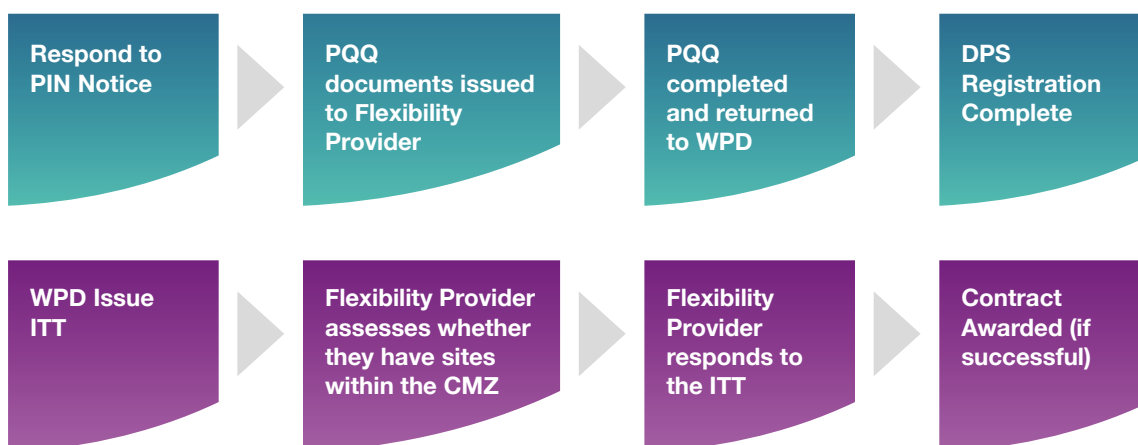 Respond to
PIN Notice
PQQ
documents issued
to Flexibility
Provider
PQQ
completed
and returned
to WPD
DPS
Registration
Complete
WPD Issue
ITT
Flexibility Provider
assesses whether
they have sites
within the CMZ
Flexibility
Provider
responds to
the ITT
Contract
Awarded (if
successful)